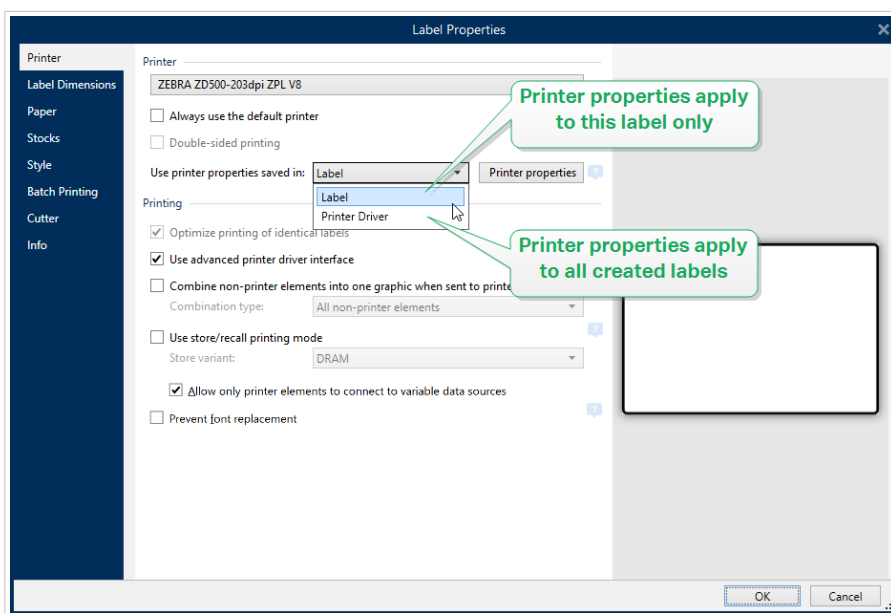 Label Properties
Printer
Label Dimensions
Paper
Stocks
Style
Batch Printing
Cutter
Info
Printer
ZEBRA ZD500-203dpi ZPL V8
Always use the default printer
Double-sided printing
Use printer properties saved in: Label Printer properties ?
Label
Printer Driver
Printer properties apply
to this label only
Printing
Optimize printing of identical labels
Use advanced printer driver interface
Printer properties apply
to all created labels
Combine non-printer elements into one graphic when sent to printe
Combination type: All non-printer elements
?
Use store/recall printing mode
Store variant: DRAM
Allow only printer elements to connect to variable data sources
?
Prevent font replacement
OK Cancel